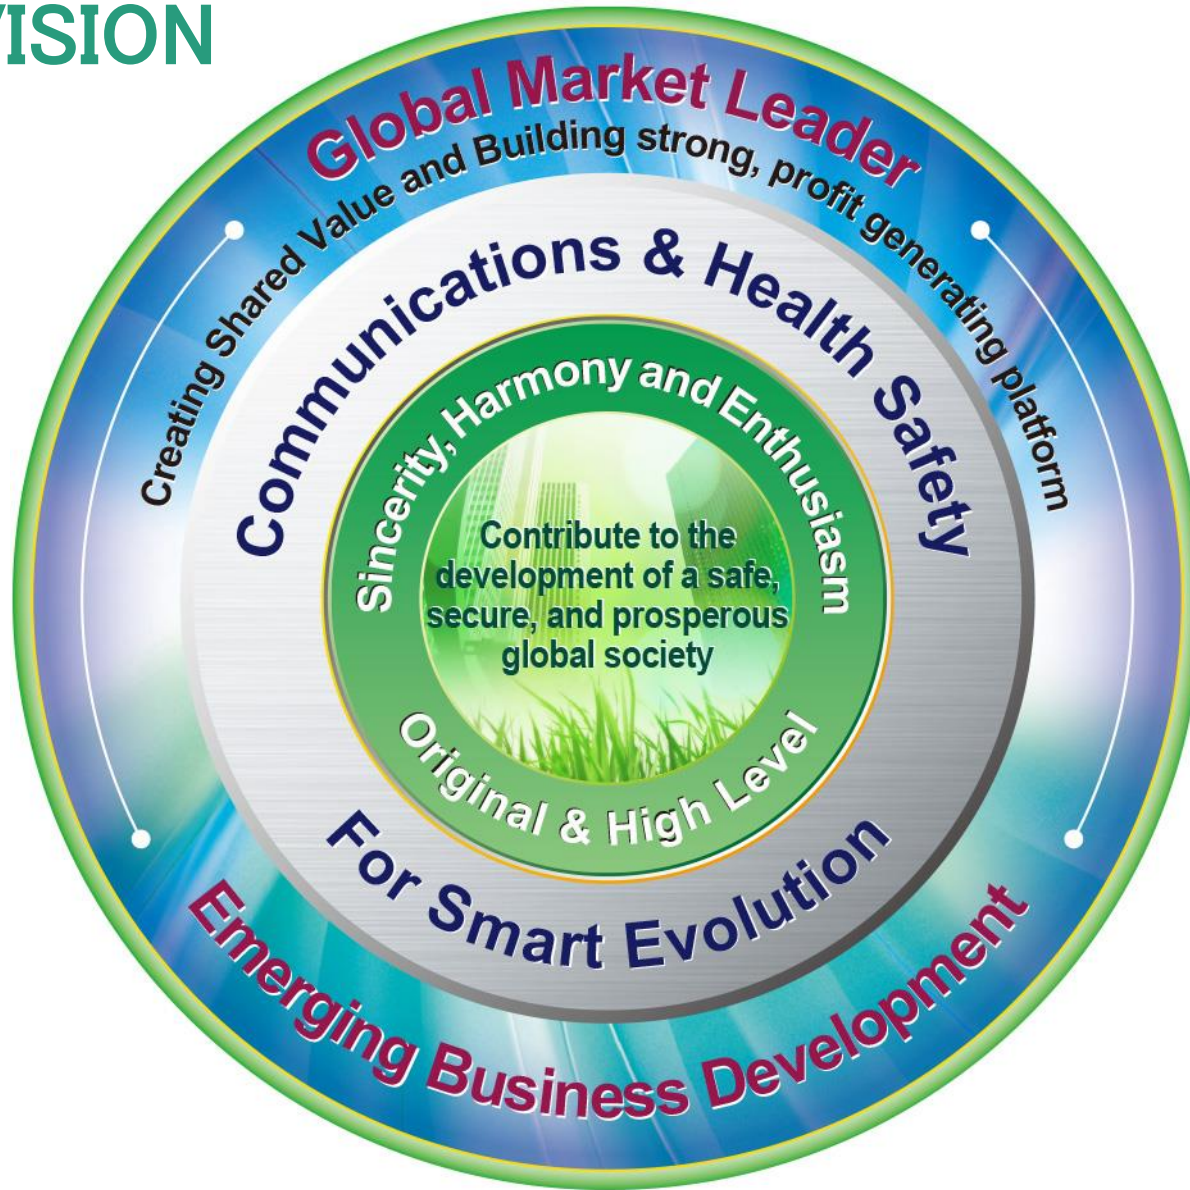 VISION
Global Market Leader
Creating Shared Value and Building strong, profit generating platform
Communications & Health Safety
Sincerity, Harmony and Enthusiasm
Contribute to the
development of a safe,
secure, and prosperous
global society
Original & High Level
For Smart Evolution
Emerging Business Development